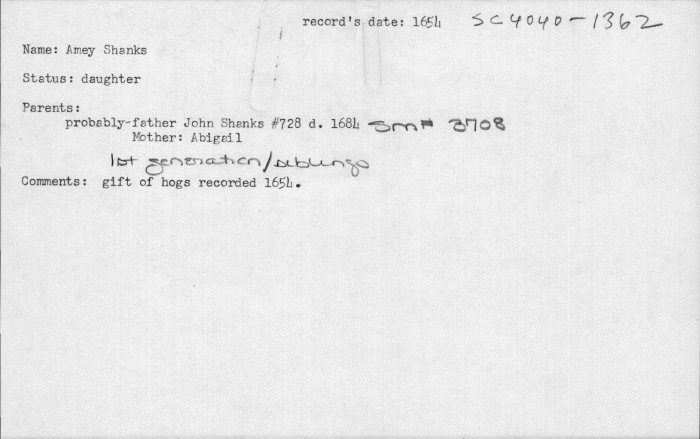 record's date: 1654 SC4040-1362
Name: Amey Shanks
Status: daughter
Parents:
probably-father John Shanks #728 d. 1684 Sm# 3708
Mother: Abigail
1st generation/siblings
Comments: gift of hogs recorded 1654.